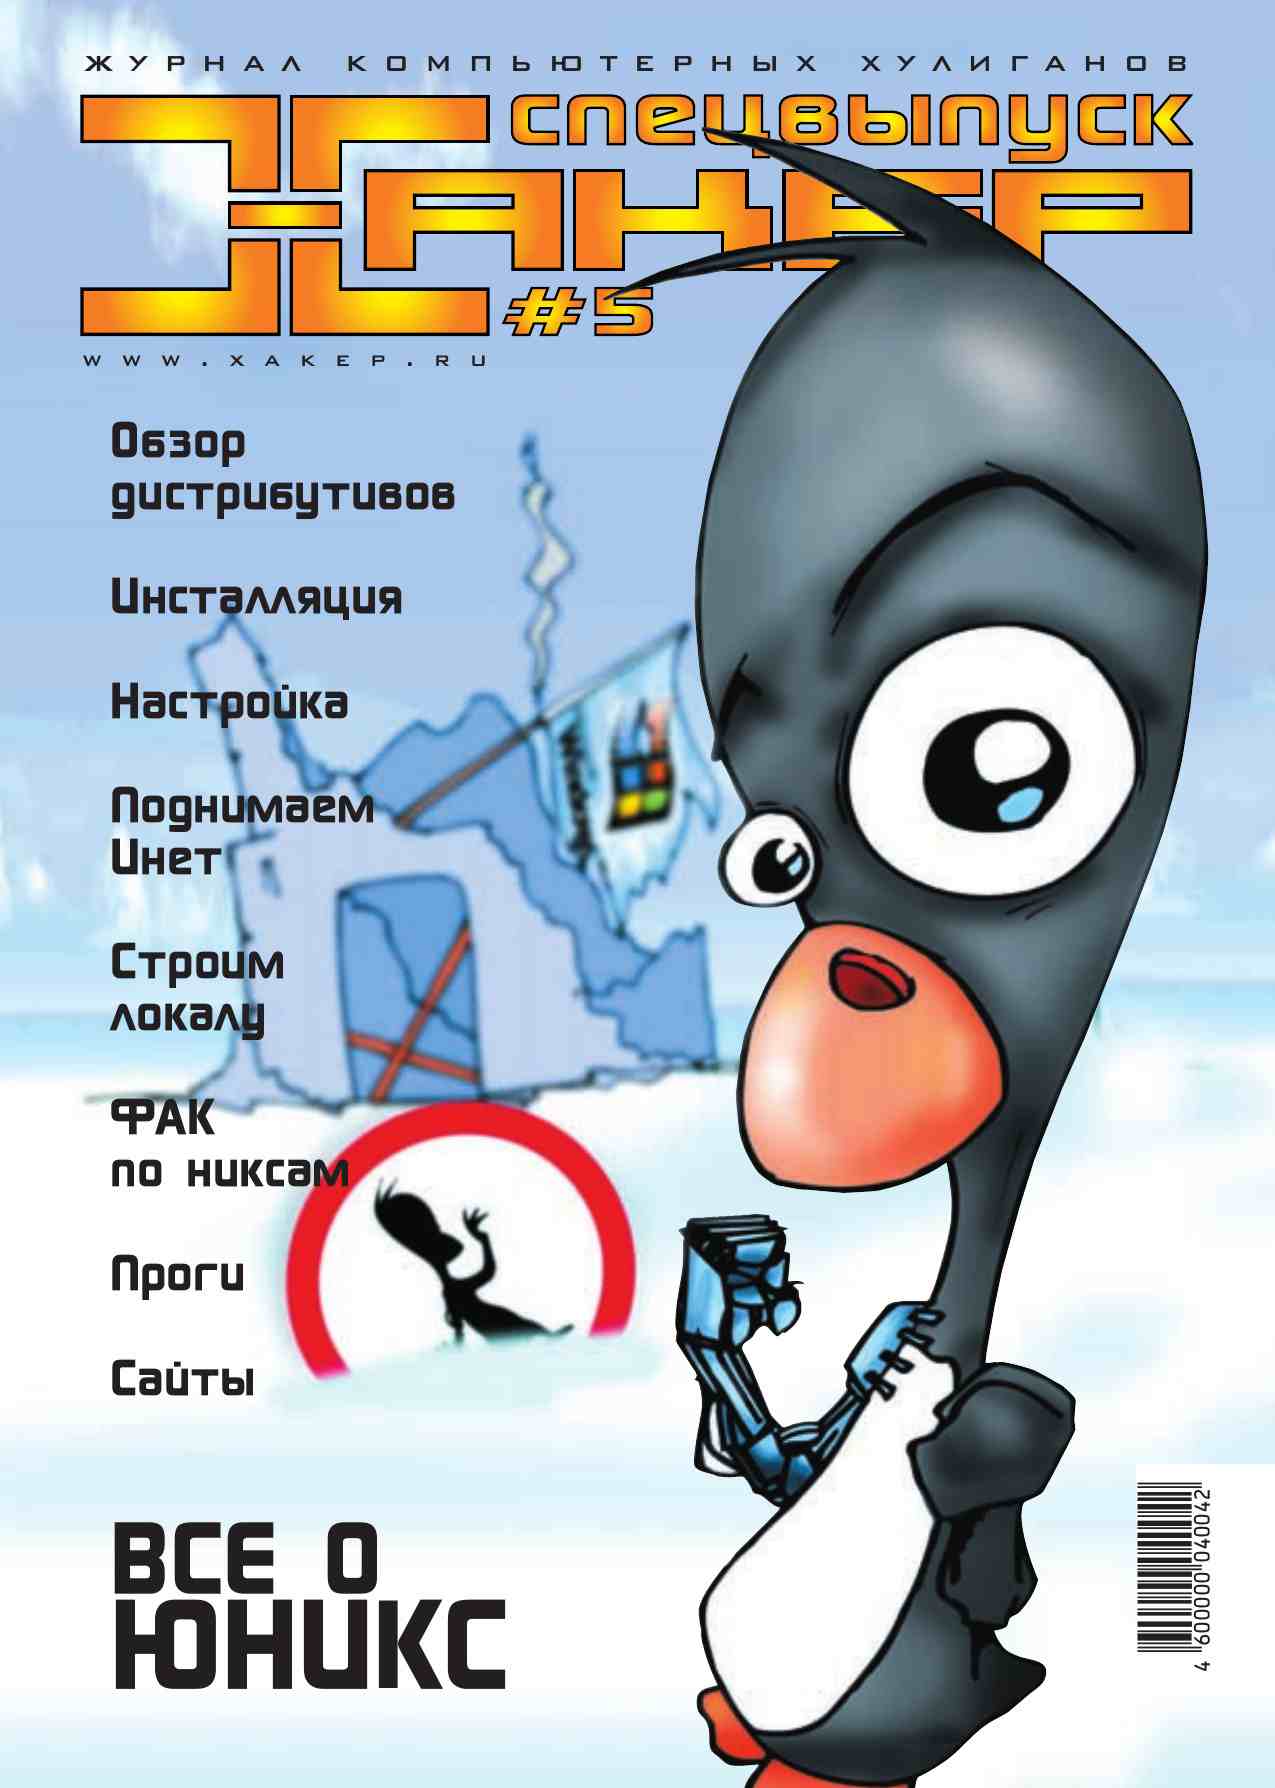 ЖУРНАЛ КОМПЬЮТЕРНЫХ ХУЛИГАНОВ
спецвыпуск
ХАКЕР
#5
WWW.XAKEP.RU
Обзор
дистрибутивов
Инсталляция
Настройка
Поднимаем
Инет
Строим
локалу
ФАК
по никсам
Проги
Сайты
ВСЕ О
ЮНИКС
4 600000 040042